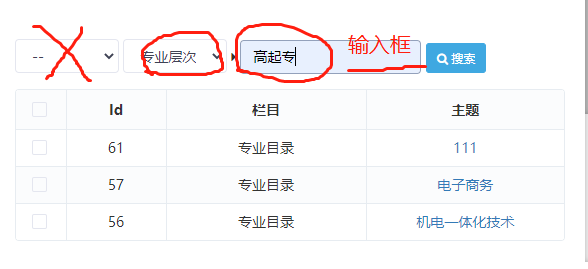 输入框
-- 专业层次 高起专 搜索
Id 栏目 主题
61 专业目录 111
57 专业目录 电子商务
56 专业目录 机电一体化技术